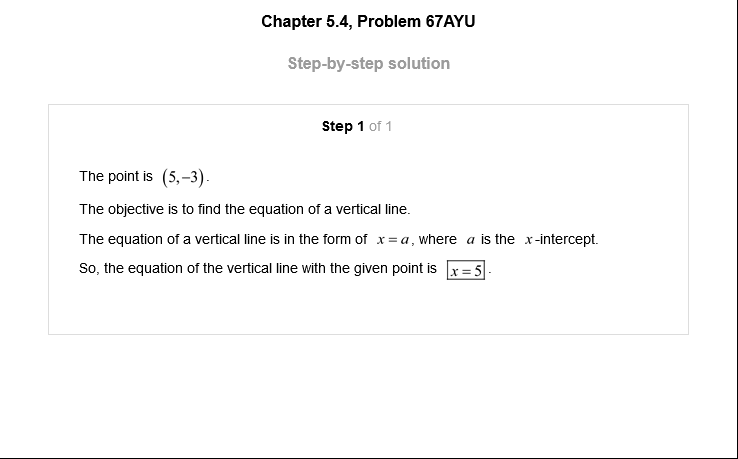 Chapter 5.4, Problem 67AYU
Step-by-step solution
Step 1 of 1
The point is (5,−3).
The objective is to find the equation of a vertical line.
The equation of a vertical line is in the form of x = a, where a is the x-intercept.
So, the equation of the vertical line with the given point is x = 5.